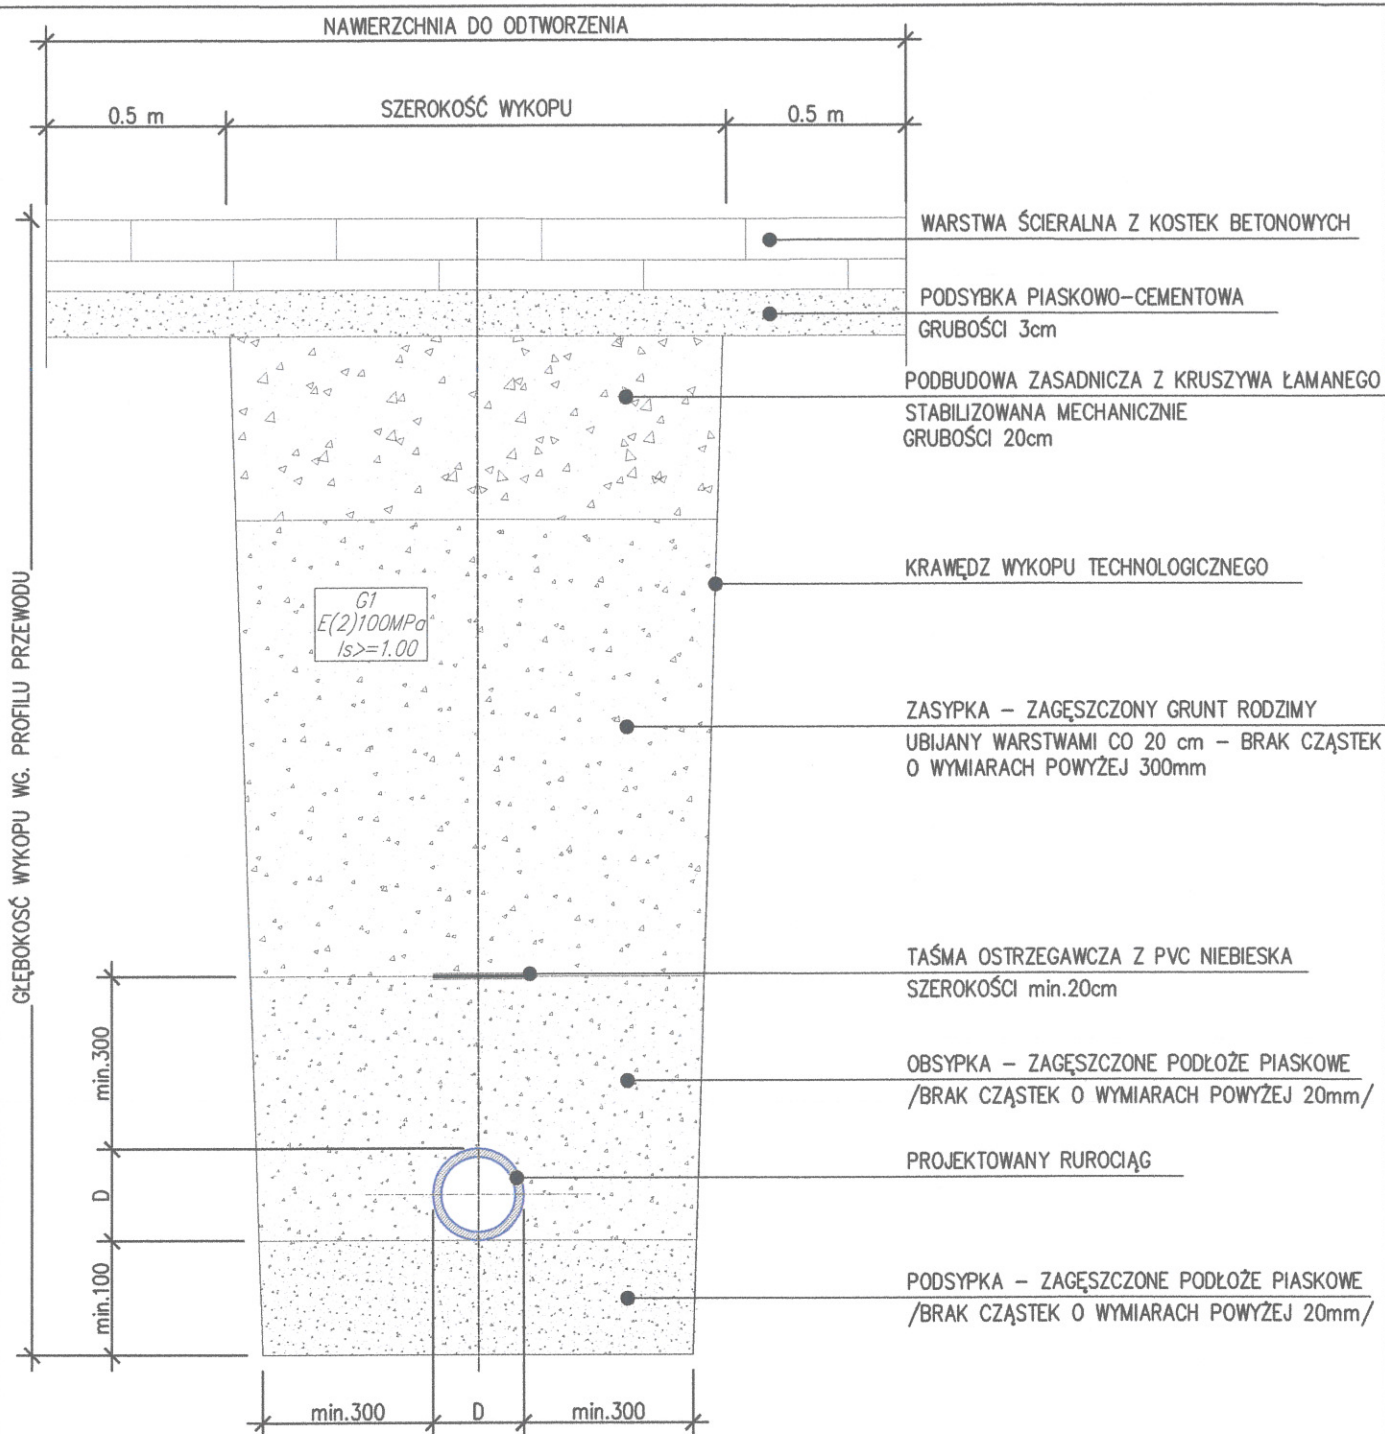 NAWIERZCHNIA DO ODTWORZENIA
0.5 m
SZEROKOŚĆ WYKOPU
0.5 m
WARSTWA ŚCIERALNA Z KOSTEK BETONOWYCH
PODSYBKA PIASKOWO-CEMENTOWA
GRUBOŚCI 3cm
PODBUDOWA ZASADNICZA Z KRUSZYWA ŁAMANEGO
STABILIZOWANA MECHANICZNIE
GRUBOŚCI 20cm
KRAWĘDZ WYKOPU TECHNOLOGICZNEGO
G1
E(2)100MPa
Is>=1.00
GŁĘBOKOSĆ WYKOPU WG. PROFILU PRZEWODU
ZASYPKA – ZAGĘSZCZONY GRUNT RODZIMY
UBIJANY WARSTWAMI CO 20 cm – BRAK CZĄSTEK
O WYMIARACH POWYŻEJ 300mm
TAŚMA OSTRZEGAWCZA Z PVC NIEBIESKA
SZEROKOŚCI min.20cm
min.300
OBSYPKA – ZAGĘSZCZONE PODŁOŻE PIASKOWE
/BRAK CZĄSTEK O WYMIARACH POWYŻEJ 20mm/
PROJEKTOWANY RUROCIĄG
D
min.100
PODSYPKA – ZAGĘSZCZONE PODŁOŻE PIASKOWE
/BRAK CZĄSTEK O WYMIARACH POWYŻEJ 20mm/
min.300
D
min.300